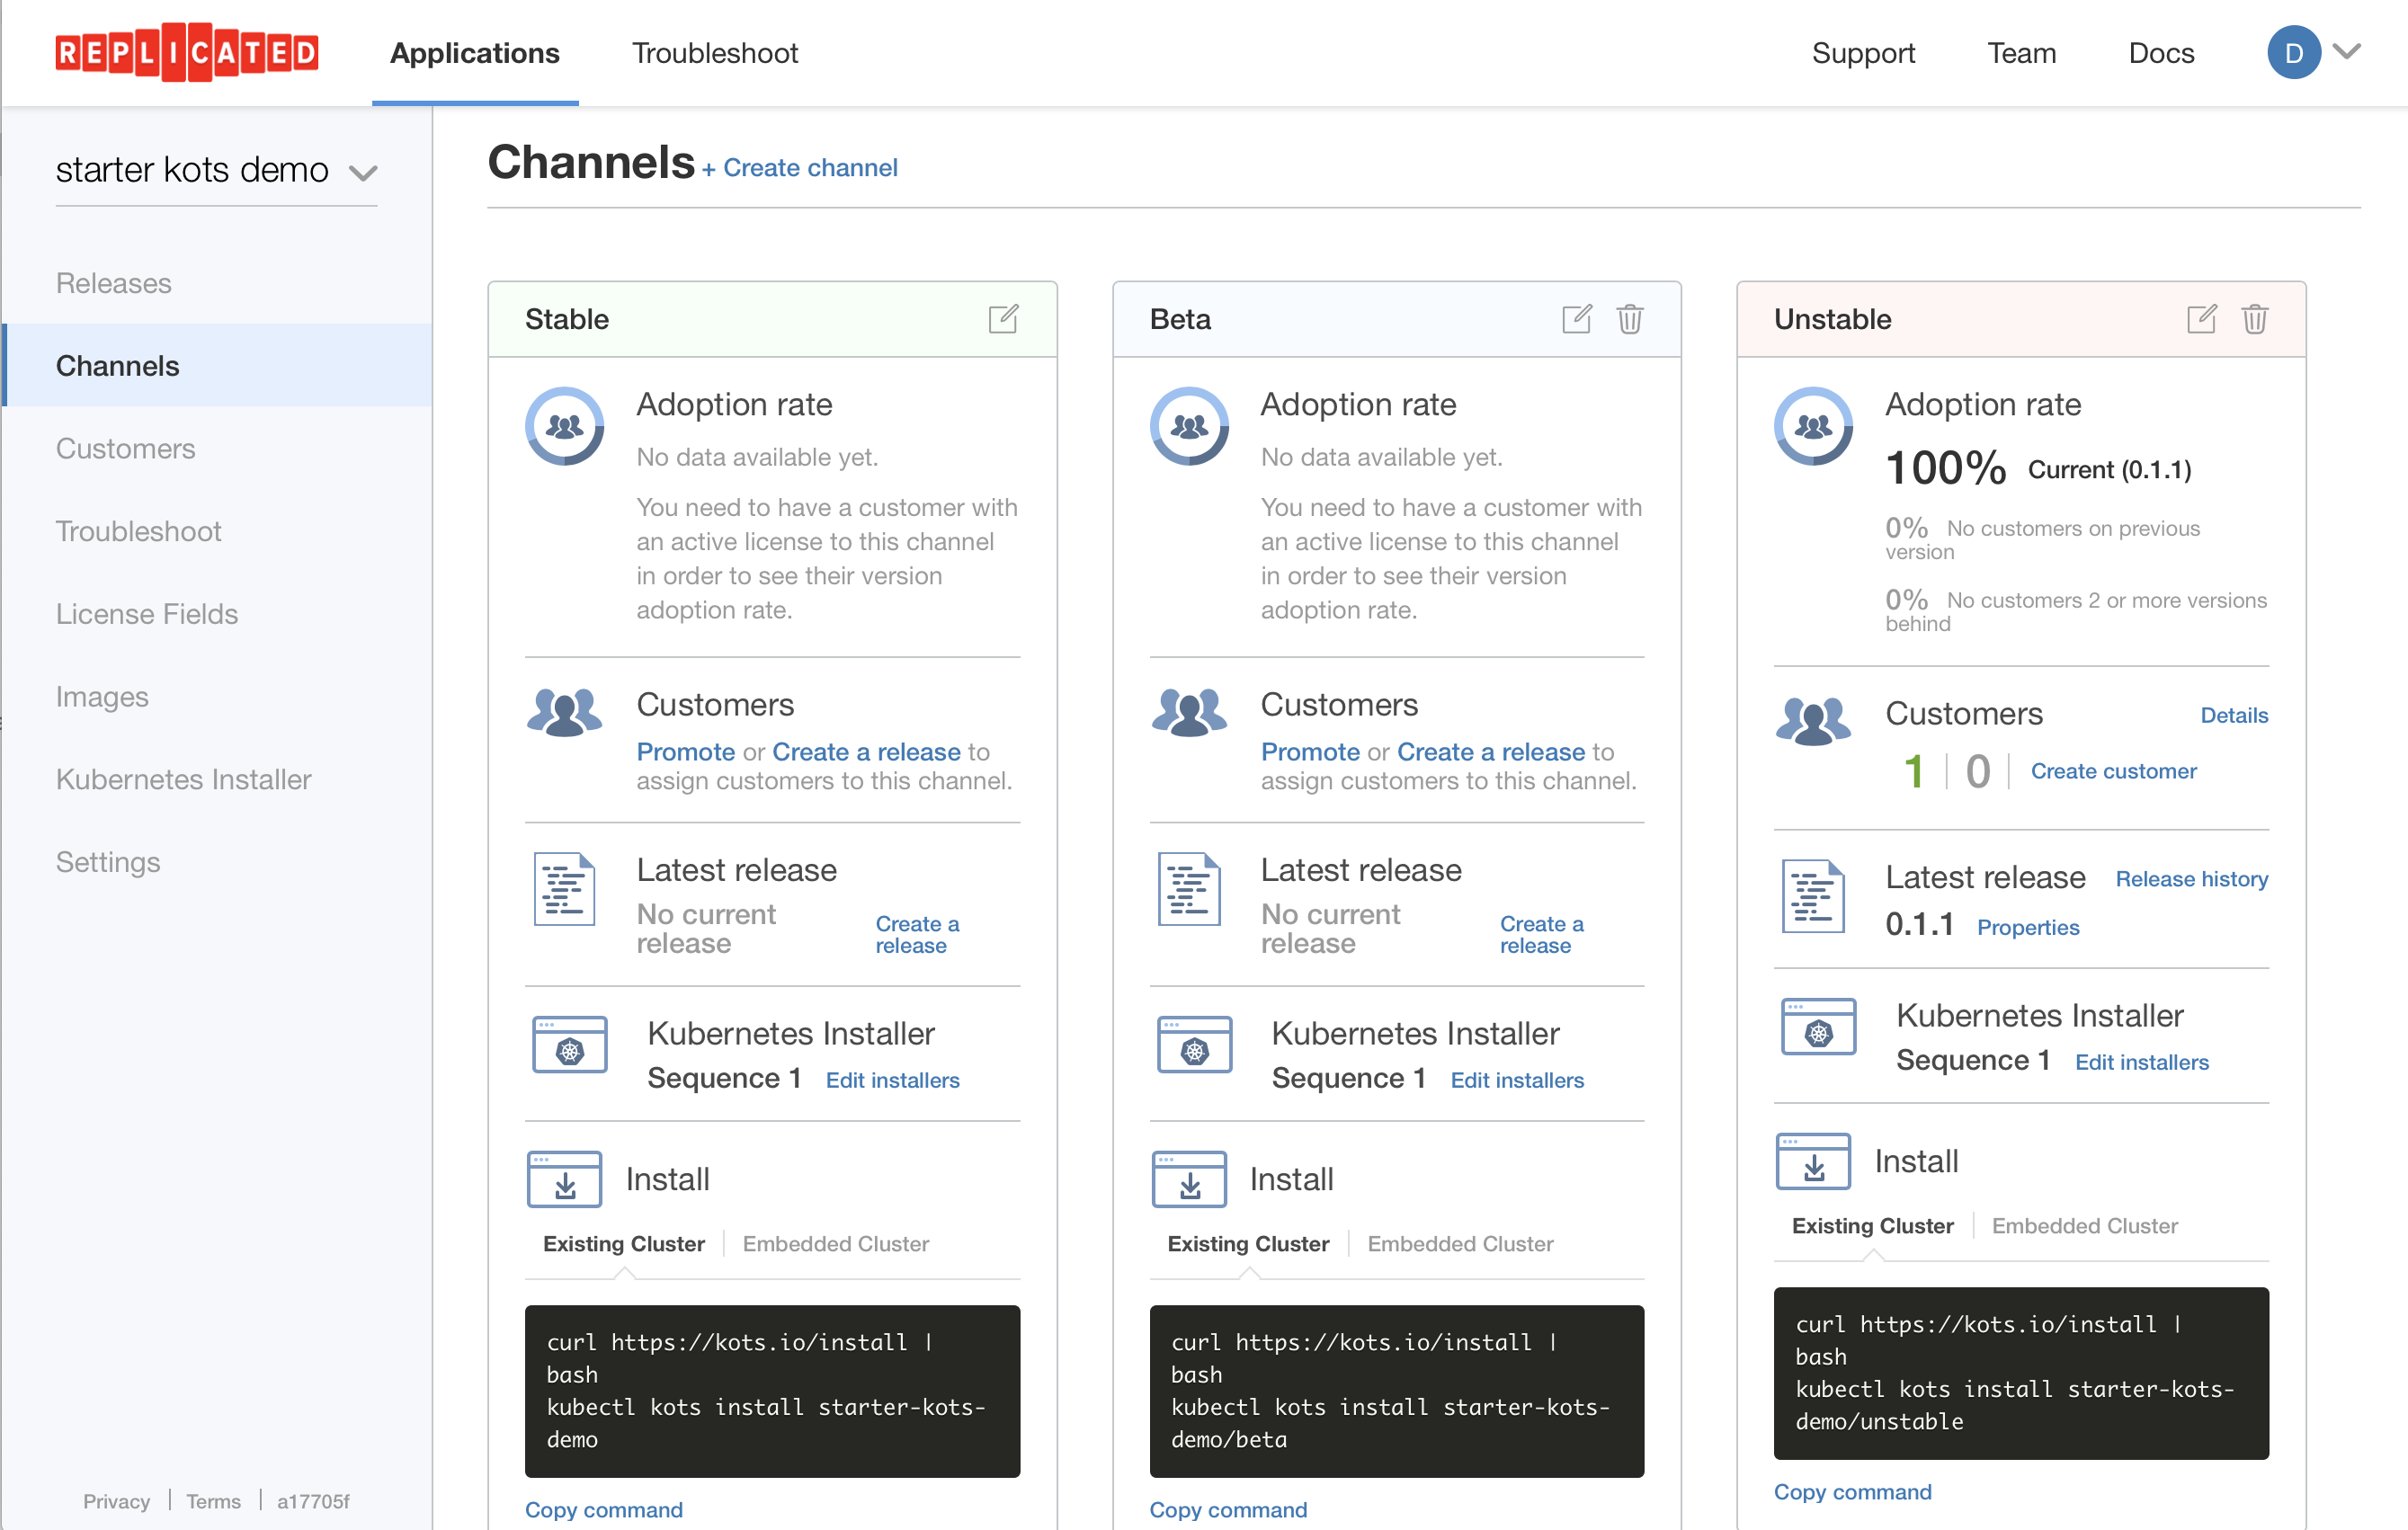 REPLICATED
Applications
Troubleshoot
Support
Team
Docs
D
starter kots demo
Releases
Channels
Customers
Troubleshoot
License Fields
Images
Kubernetes Installer
Settings
Privacy
Terms
a17705f
Channels + Create channel
Stable
Adoption rate
No data available yet.
You need to have a customer with
an active license to this channel
in order to see their version
adoption rate.
Customers
Promote or Create a release to
assign customers to this channel.
Latest release
No current
release
Create a
release
Kubernetes Installer
Sequence 1 Edit installers
Install
Existing Cluster Embedded Cluster
curl https://kots.io/install |
bash
kubectl kots install starter-kots-
demo
Copy command
Beta
Adoption rate
No data available yet.
You need to have a customer with
an active license to this channel
in order to see their version
adoption rate.
Customers
Promote or Create a release to
assign customers to this channel.
Latest release
No current
release
Create a
release
Kubernetes Installer
Sequence 1 Edit installers
Install
Existing Cluster Embedded Cluster
curl https://kots.io/install |
bash
kubectl kots install starter-kots-
demo/beta
Copy command
Unstable
Adoption rate
100% Current (0.1.1)
0% No customers on previous
version
0% No customers 2 or more versions
behind
Customers Details
1 0 Create customer
Latest release Release history
0.1.1 Properties
Kubernetes Installer
Sequence 1 Edit installers
Install
Existing Cluster Embedded Cluster
curl https://kots.io/install |
bash
kubectl kots install starter-kots-
demo/unstable
Copy command